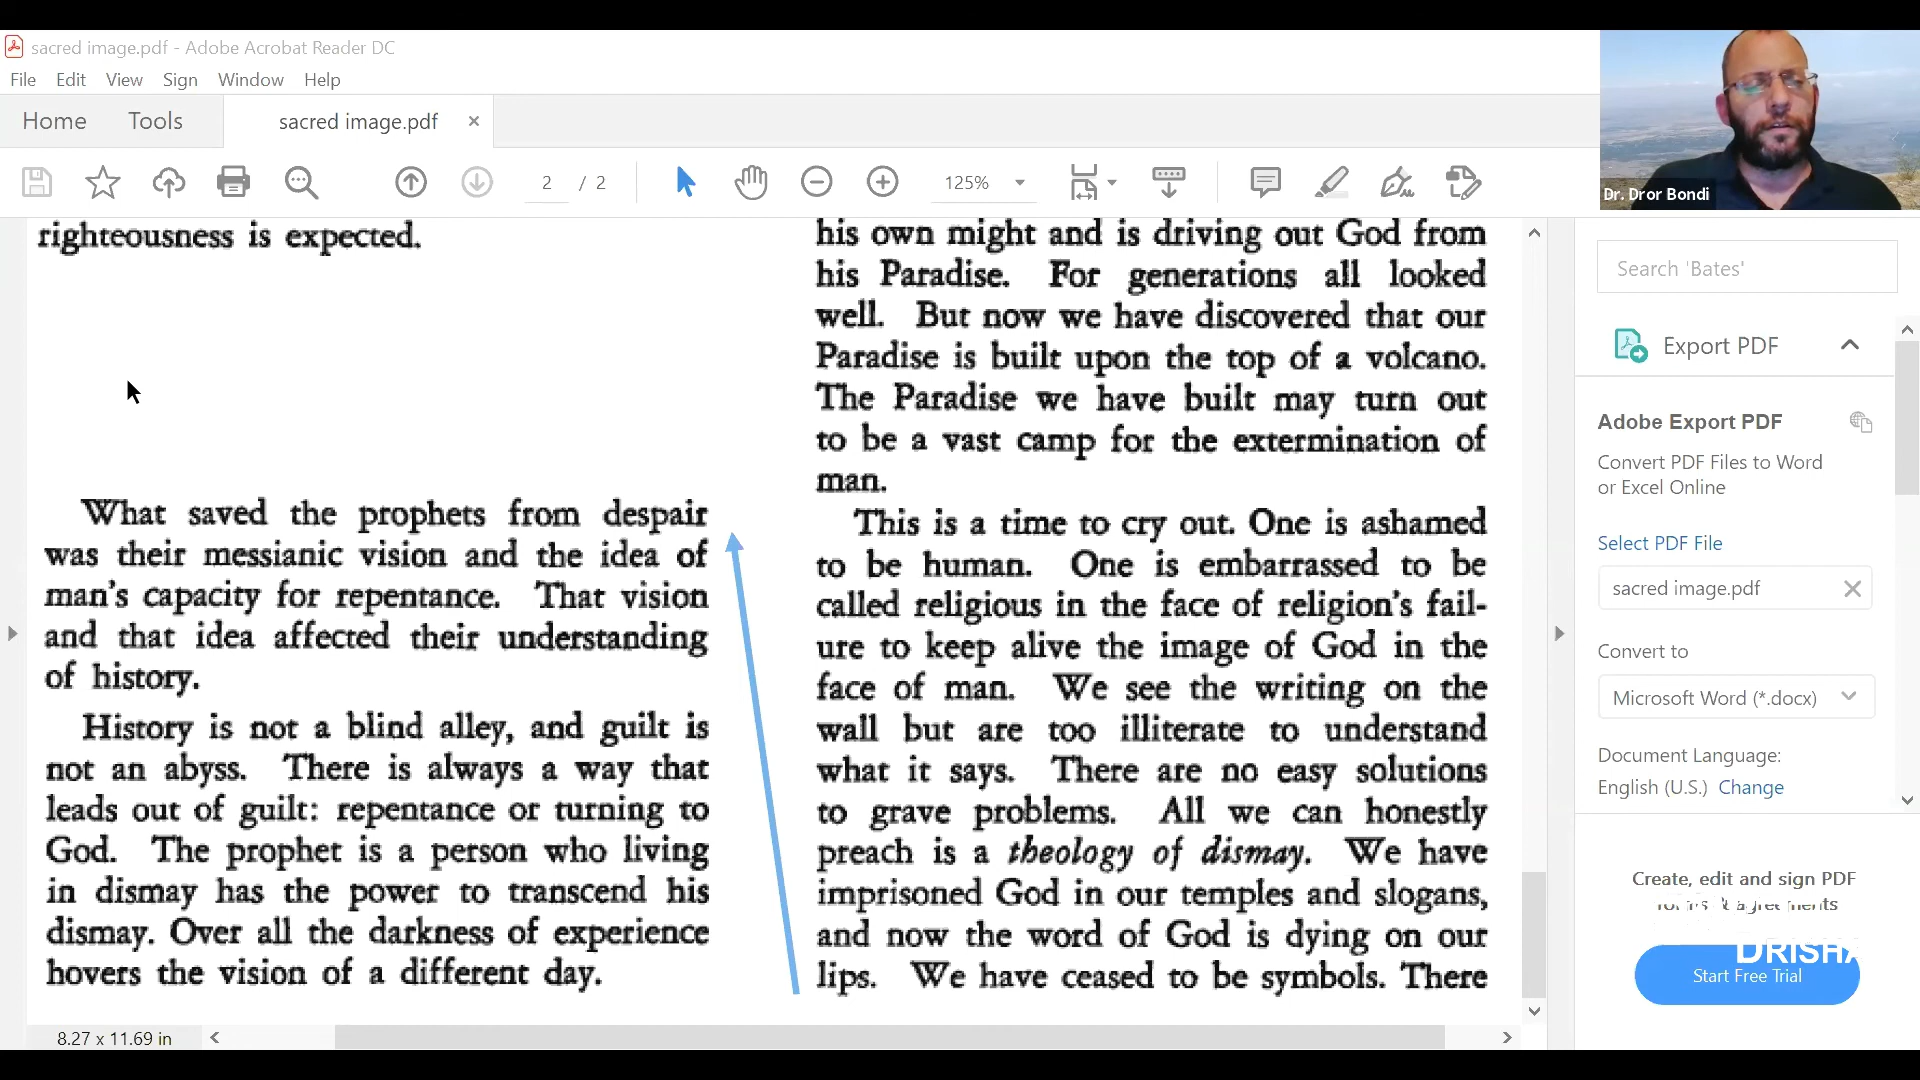 sacred image.pdf - Adobe Acrobat Reader DC
File Edit View Sign Window Help
Home Tools sacred image.pdf
2 / 2 125%
Dr. Dror Bondi
righteousness is expected.
What saved the prophets from despair
was their messianic vision and the idea of
man's capacity for repentance. That vision
and that idea affected their understanding
of history.
History is not a blind alley, and guilt is
not an abyss. There is always a way that
leads out of guilt: repentance or turning to
God. The prophet is a person who living
in dismay has the power to transcend his
dismay. Over all the darkness of experience
hovers the vision of a different day.
his own might and is driving out God from
his Paradise. For generations all looked
well. But now we have discovered that our
Paradise is built upon the top of a volcano.
The Paradise we have built may turn out
to be a vast camp for the extermination of
man.
This is a time to cry out. One is ashamed
to be human. One is embarrassed to be
called religious in the face of religion's fail-
ure to keep alive the image of God in the
face of man. We see the writing on the
wall but are too illiterate to understand
what it says. There are no easy solutions
to grave problems. All we can honestly
preach is a theology of dismay. We have
imprisoned God in our temples and slogans,
and now the word of God is dying on our
lips. We have ceased to be symbols. There
8.27 x 11.69 in
Search 'Bates'
Export PDF
Adobe Export PDF
Convert PDF Files to Word
or Excel Online
Select PDF File
sacred image.pdf
Convert to
Microsoft Word (*.docx)
Document Language:
English (U.S.) Change
Create, edit and sign PDF
DRISHA
Start Free Trial